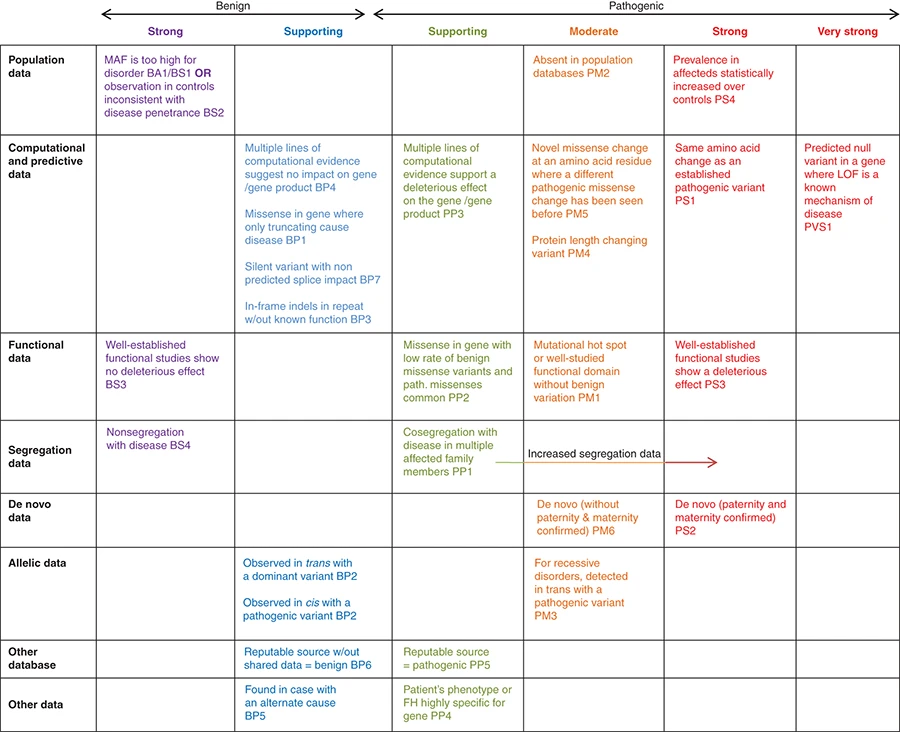 Benign
Pathogenic
Strong
Supporting
Supporting
Moderate
Strong
Very strong
Population
data
MAF is too high for
disorder BA1/BS1 OR
observation in controls
inconsistent with
disease penetrance BS2
Absent in population
databases PM2
Prevalence in
affecteds statistically
increased over
controls PS4
Computational
and predictive
data
Multiple lines of
computational evidence
suggest no impact on gene
/gene product BP4
Missense in gene where
only truncating cause
disease BP1
Silent variant with non
predicted splice impact BP7
In-frame indels in repeat
w/out known function BP3
Multiple lines of
computational
evidence support a
deleterious effect
on the gene /gene
product PP3
Novel missense change
at an amino acid residue
where a different
pathogenic missense
change has been seen
before PM5
Protein length changing
variant PM4
Same amino acid
change as an
established
pathogenic variant
PS1
Predicted null
variant in a gene
where LOF is a
known
mechanism of
disease
PVS1
Functional
data
Well-established
functional studies show
no deleterious effect
BS3
Missense in gene with
low rate of benign
missense variants and
path. missenses
common PP2
Mutational hot spot
or well-studied
functional domain
without benign
variation PM1
Well-established
functional studies
show a deleterious
effect PS3
Segregation
data
Nonsegregation
with disease BS4
Cosegregation with
disease in multiple
affected family
members PP1
Increased segregation data
De novo
data
De novo (without
paternity & maternity
confirmed) PM6
De novo (paternity and
maternity confirmed)
PS2
Allelic data
Observed in trans with
a dominant variant BP2
Observed in cis with a
pathogenic variant BP2
For recessive
disorders, detected
in trans with a
pathogenic variant
PM3
Other
database
Reputable source w/out
shared data = benign BP6
Reputable source
= pathogenic PP5
Other data
Found in case with
an alternate cause
BP5
Patient's phenotype or
FH highly specific for
gene PP4